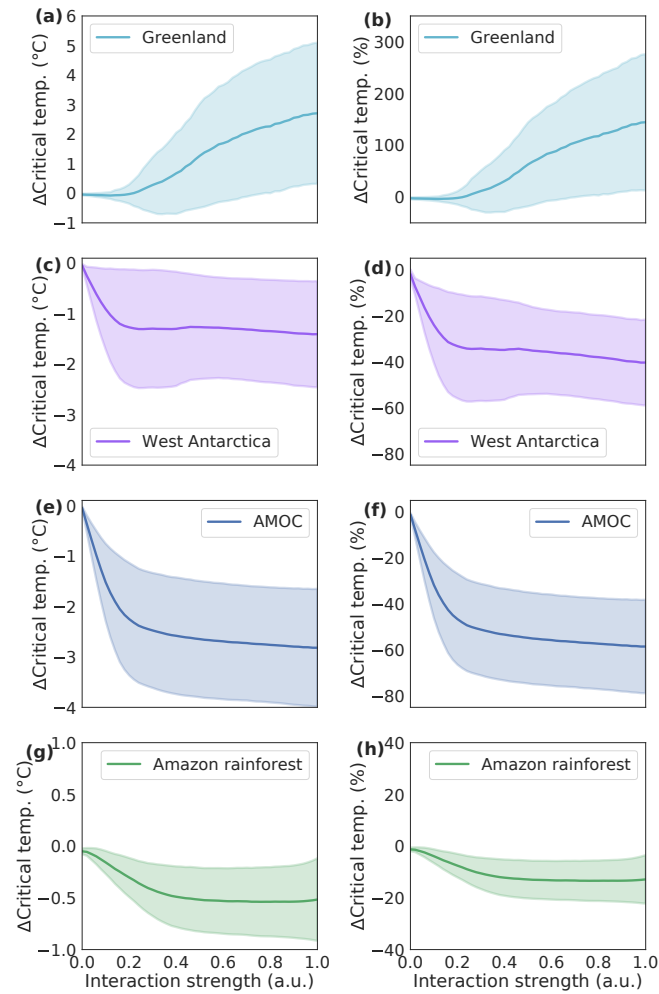 (a)
6
5
4
3
2
1
0
−1
ΔCritical temp. (°C)
Greenland
(b)
300
200
100
0
ΔCritical temp. (%)
Greenland
(c)
0
−1
−2
−3
−4
ΔCritical temp. (°C)
West Antarctica
(d)
0
−20
−40
−60
−80
ΔCritical temp. (%)
West Antarctica
(e)
0
−1
−2
−3
−4
ΔCritical temp. (°C)
AMOC
(f)
0
−20
−40
−60
−80
ΔCritical temp. (%)
AMOC
(g)
1.0
0.5
0.0
−0.5
−1.0
ΔCritical temp. (°C)
Amazon rainforest
0.0 0.2 0.4 0.6 0.8 1.0
Interaction strength (a.u.)
(h)
40
20
0
−20
−40
ΔCritical temp. (%)
Amazon rainforest
0.0 0.2 0.4 0.6 0.8 1.0
Interaction strength (a.u.)